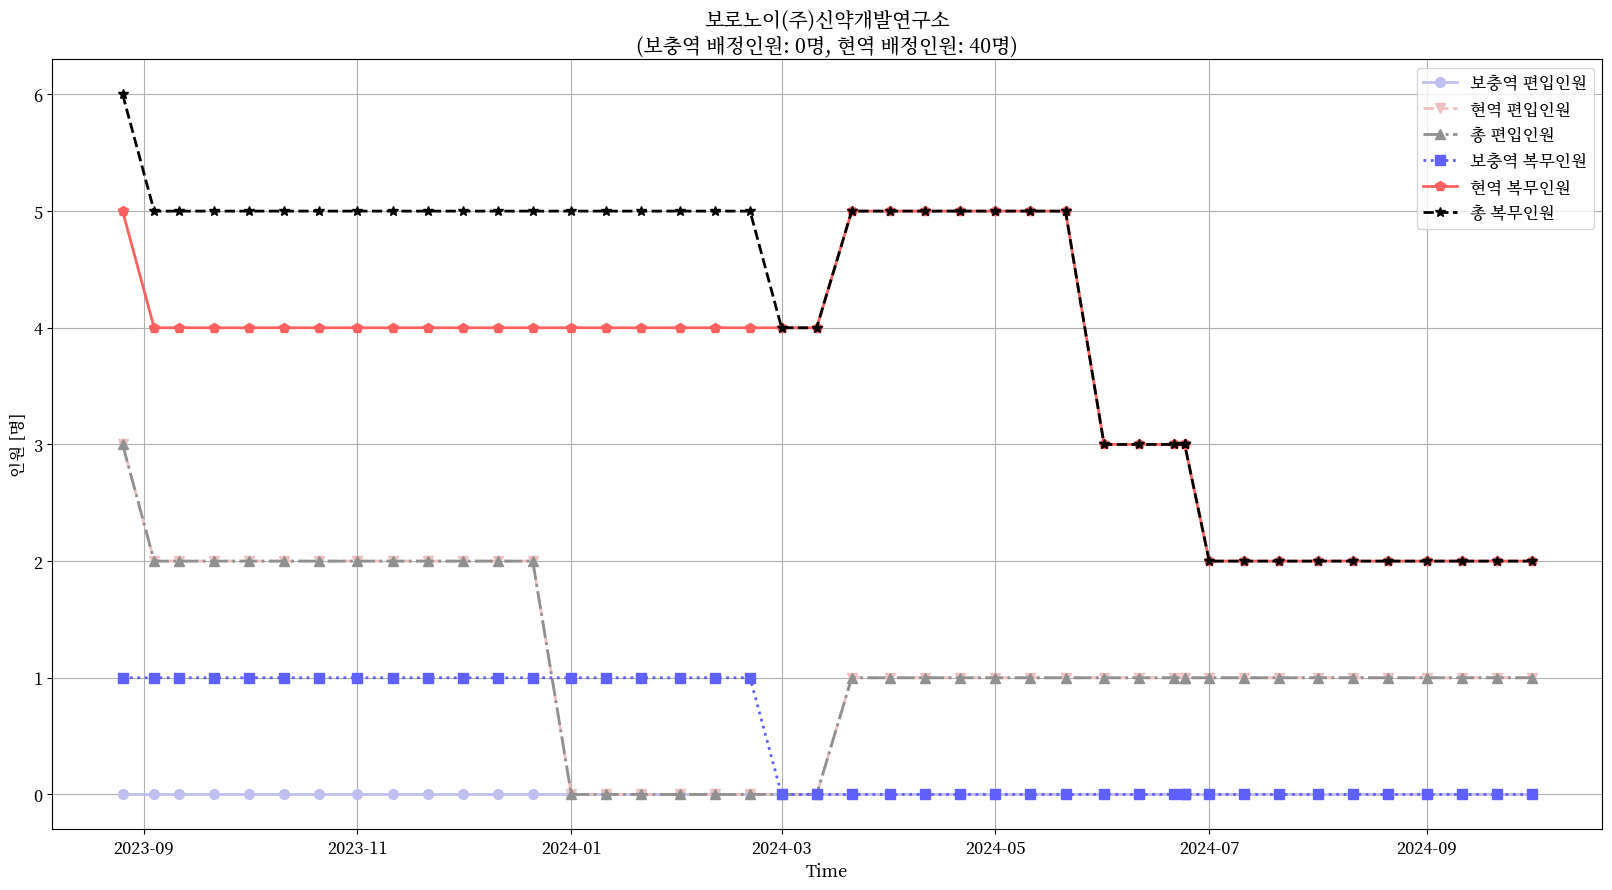 보로노이(주)신약개발연구소
(보충역 배정인원: 0명, 현역 배정인원: 40명)
보충역 편입인원
현역 편입인원
총 편입인원
보충역 복무인원
현역 복무인원
총 복무인원
인원 [명]
6
5
4
3
2
1
0
2023-09 2023-11 2024-01 2024-03 2024-05 2024-07 2024-09
Time